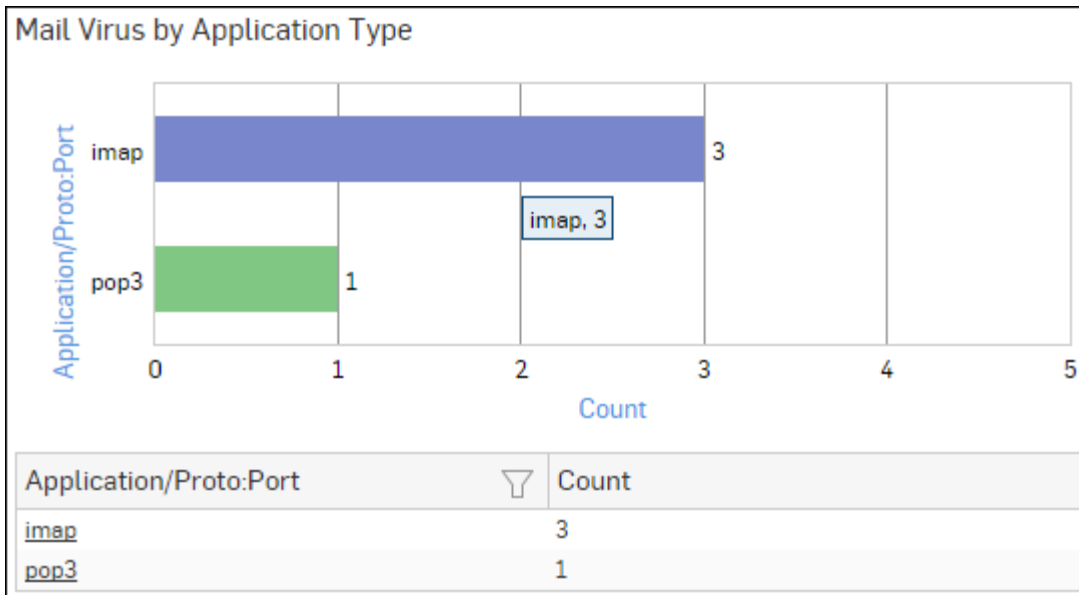 Mail Virus by Application Type
Application/Proto:Port
imap
3
imap, 3
pop3
1
0 1 2 3 4 5
Count
Application/Proto:Port Count
imap 3
pop3 1